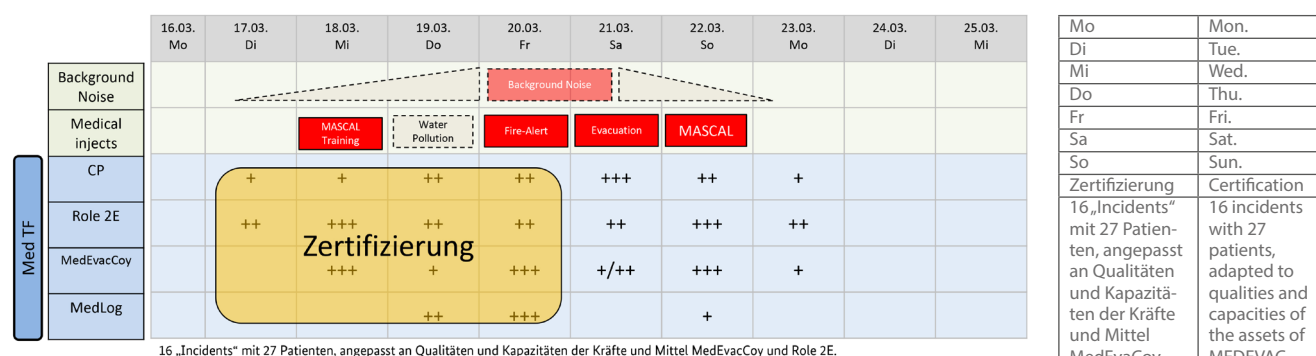 16.03. 17.03. 18.03. 19.03. 20.03. 21.03. 22.03. 23.03. 24.03. 25.03.
Mo Di Mi Do Fr Sa So Mo Di Mi
Background
Noise
Background Noise
Medical
injects
MASCAL
Training
Water
Pollution
Fire-Alert
Evacuation
MASCAL
Med TF
CP
+ + ++ ++ +++ ++ +
Role 2E
++ +++ ++ ++ ++ +++ ++
Zertifizierung
MedEvacCoy
+++ + +++ +/++ +++ +
MedLog
++ +++ +
16 „Incidents" mit 27 Patienten, angepasst an Qualitäten und Kapazitäten der Kräfte und Mittel MedEvacCoy und Role 2E.
Mo Mon.
Di Tue.
Mi Wed.
Do Thu.
Fr Fri.
Sa Sat.
So Sun.
Zertifizierung Certification
16 „Incidents" 16 incidents
mit 27 Patien- with 27
ten, angepasst patients,
an Qualitäten adapted to
und Kapazitä- qualities and
ten der Kräfte capacities of
und Mittel the assets of